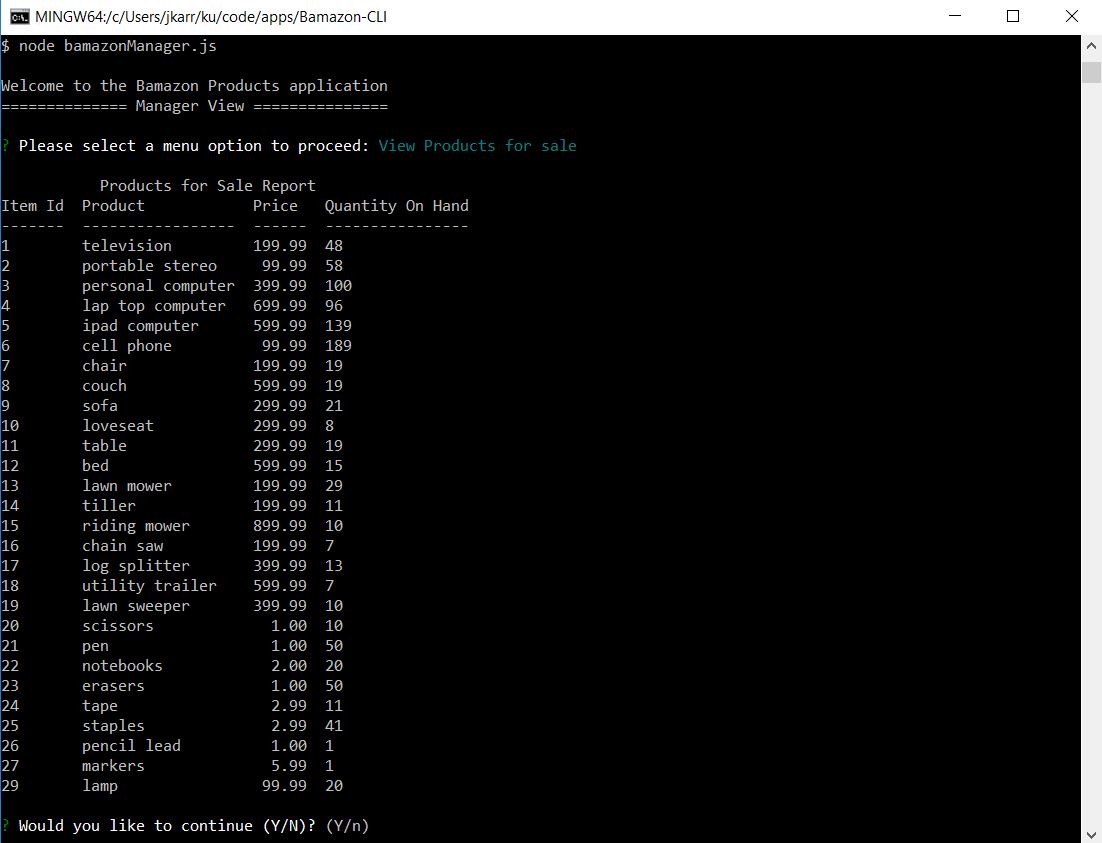 MINGW64:/c/Users/jkarr/ku/code/apps/Bamazon-CLI
$ node bamazonManager.js
Welcome to the Bamazon Products application
============== Manager View ===============
? Please select a menu option to proceed: View Products for sale
Products for Sale Report
Item Id  Product            Price   Quantity On Hand
-------  -----------------  ------  ----------------
1        television         199.99  48
2        portable stereo     99.99  58
3        personal computer  399.99  100
4        lap top computer   699.99  96
5        ipad computer      599.99  139
6        cell phone          99.99  189
7        chair              199.99  19
8        couch              599.99  19
9        sofa               299.99  21
10       loveseat           299.99  8
11       table              299.99  19
12       bed                599.99  15
13       lawn mower         199.99  29
14       tiller             199.99  11
15       riding mower       899.99  10
16       chain saw          199.99  7
17       log splitter       399.99  13
18       utility trailer    599.99  7
19       lawn sweeper       399.99  10
20       scissors             1.00  10
21       pen                  1.00  50
22       notebooks            2.00  20
23       erasers              1.00  50
24       tape                 2.99  11
25       staples              2.99  41
26       pencil lead          1.00  1
27       markers              5.99  1
29       lamp                99.99  20
? Would you like to continue (Y/N)? (Y/n)